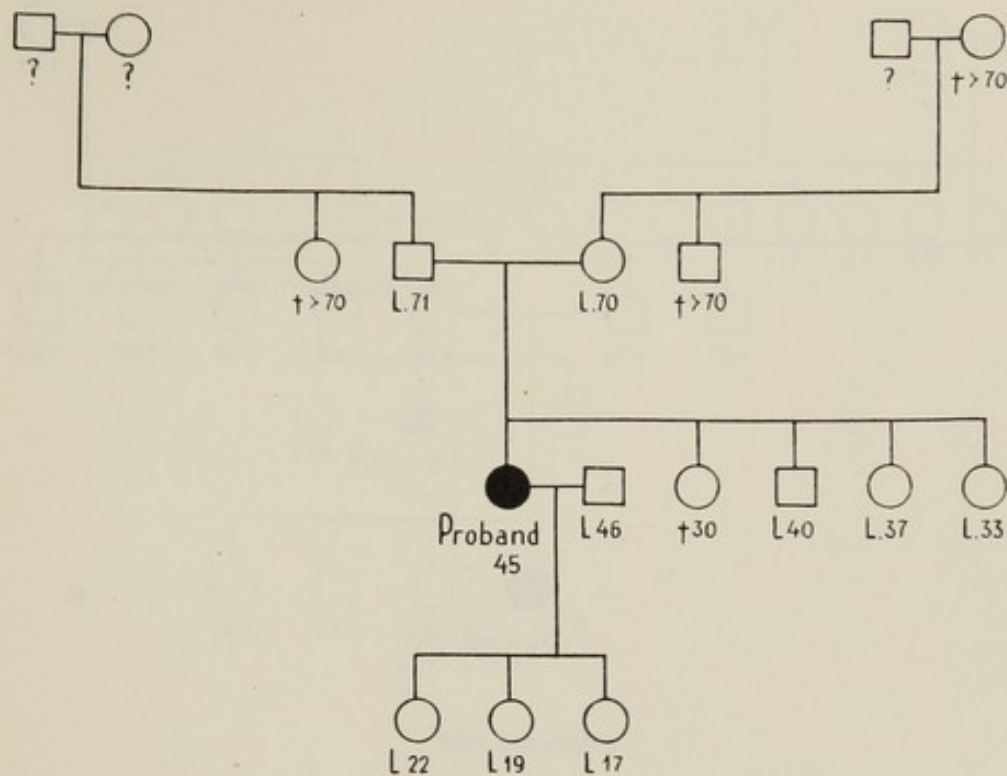 ? ? ? † > 70
† > 70 L.71 L.70 † > 70
Proband L 46 † 30 L 40 L.37 L.33
45
L 22 L 19 L 17